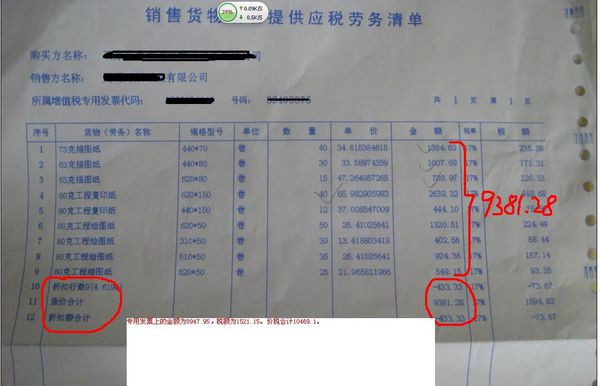 销售货物 提供应税劳务清单
39% ↑ 0.09K/S ↓ 0.5K/S
购买方名称：
销售方名称： 有限公司
所属增值税专用发票代码： 号码： 共 1 页 第 1 页
序号 货物（劳务）名称 规格型号 单位 数 量 单 价 金 额 税率 税 额
1 73克描图纸 440*70 卷 40 34.615384615 1384.62 17% 235.38
2 63克描图纸 440*80 卷 30 33.58974359 1007.69 17% 171.31
3 63克描图纸 620*80 卷 15 47.264957265 708.97 17% 120.53
4 80克工程复印纸 620*150 卷 40 65.982905983 2639.32 17% 448.68
5 80克工程复印纸 440*150 卷 12 37.008547009 444.10 17%
6 80克工程绘图纸 620*50 卷 50 26.41025641 1320.51 17% 224.49
7 80克工程绘图纸 310*50 卷 30 13.418803419 402.56 17% 68.44
8 80克工程绘图纸 610*50 卷 35 26.41025641 924.36 17% 157.14
9 80克工程绘图纸 620*50 卷 25 21.965811966 549.15 17% 93.35
9381.28
10 折扣行数9(4.619%) -433.33 17% -73.67
11 原价合计 9381.28 17% 1594.82
12 折扣额合计 -433.33 17% -73.67
专用发票上的金额为8947.95，税额为1521.15。价税合计10469.1。